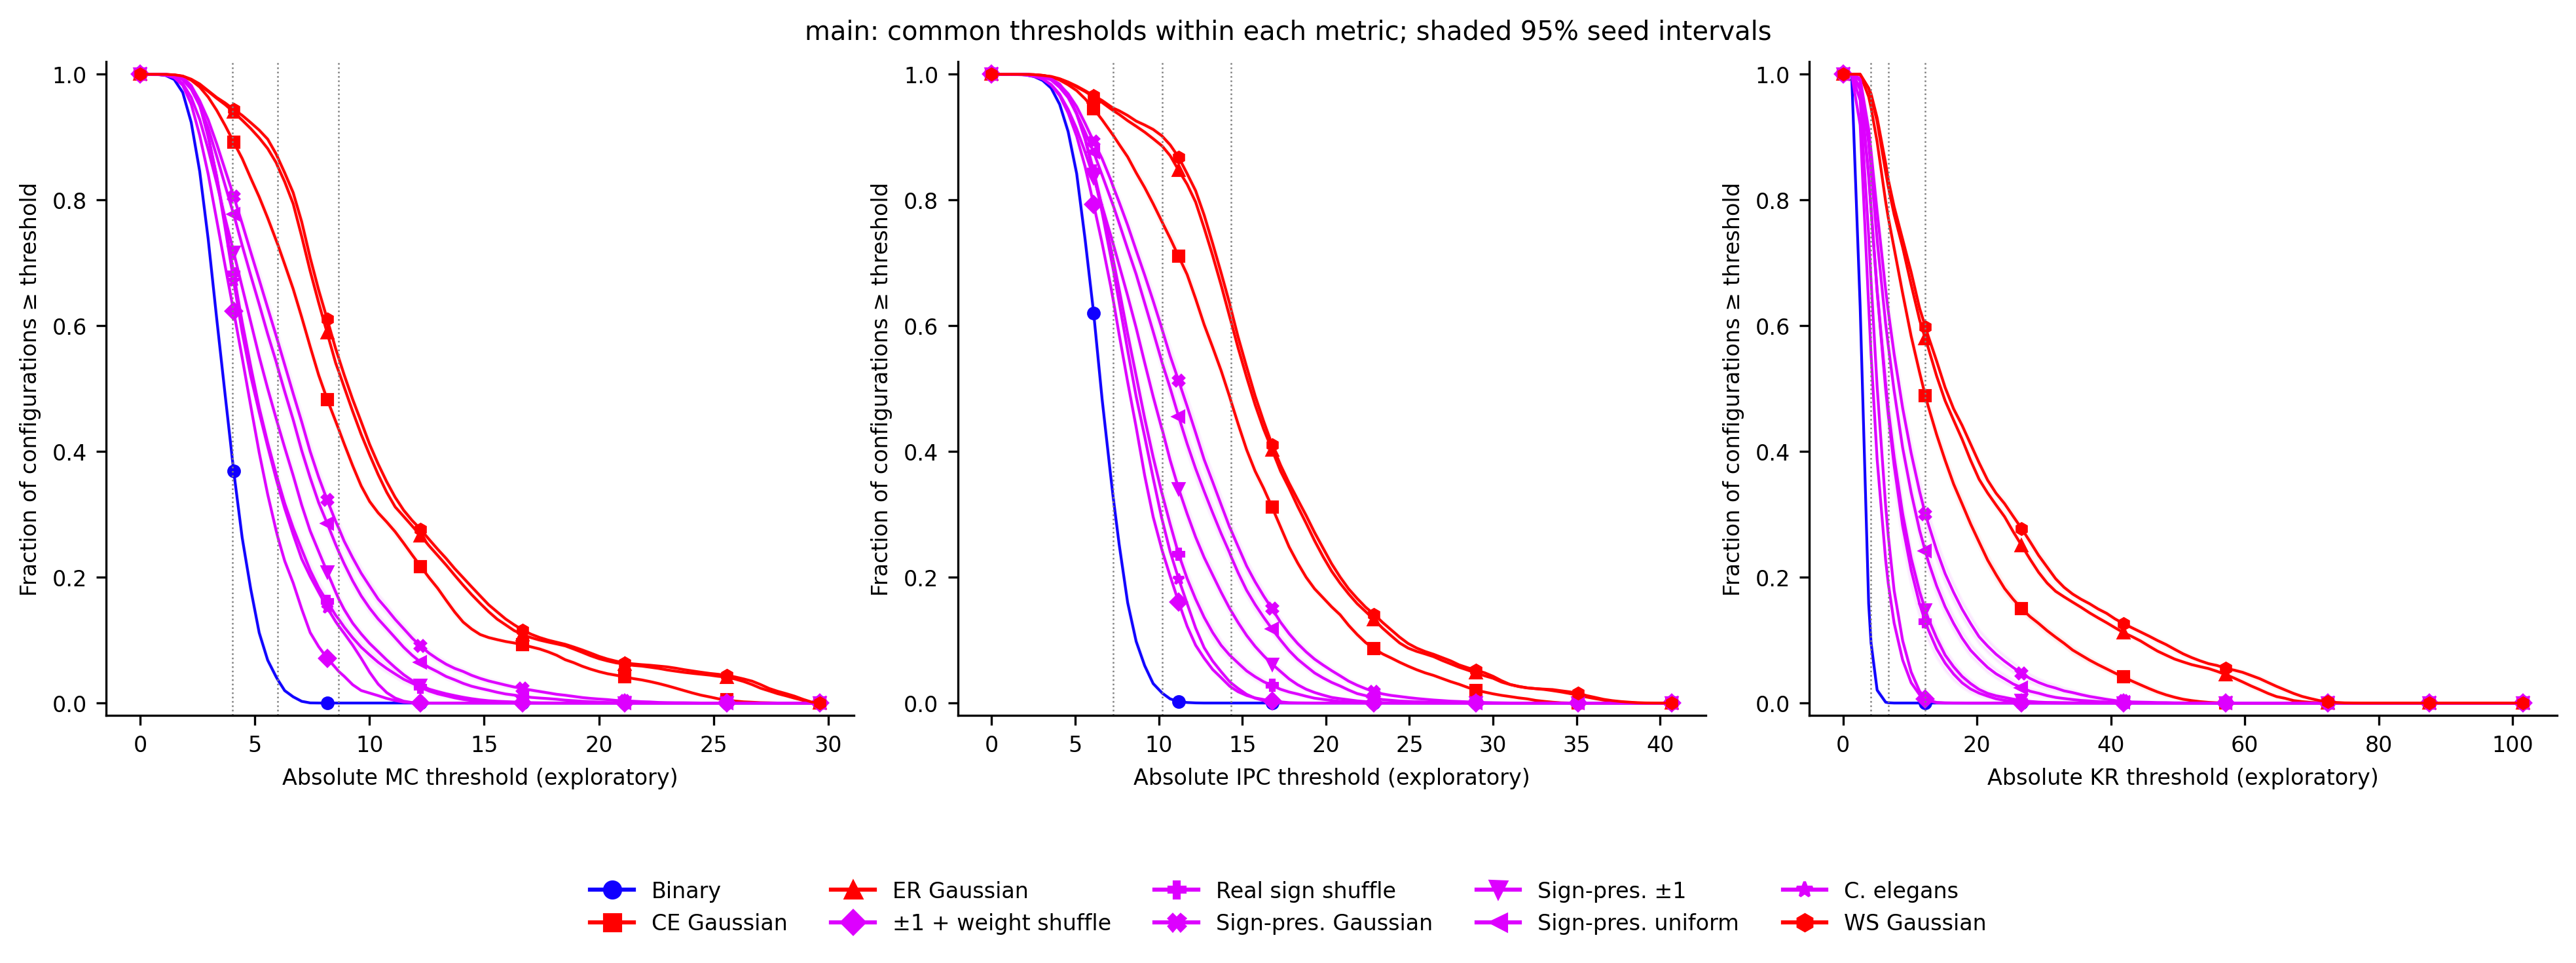 main: common thresholds within each metric; shaded 95% seed intervals
Fraction of configurations ≥ threshold
1.0
0.8
0.6
0.4
0.2
0.0
0 5 10 15 20 25 30
Absolute MC threshold (exploratory)
Fraction of configurations ≥ threshold
1.0
0.8
0.6
0.4
0.2
0.0
0 5 10 15 20 25 30 35 40
Absolute IPC threshold (exploratory)
Fraction of configurations ≥ threshold
1.0
0.8
0.6
0.4
0.2
0.0
0 20 40 60 80 100
Absolute KR threshold (exploratory)
Binary ER Gaussian Real sign shuffle Sign-pres. ±1 C. elegans
CE Gaussian ±1 + weight shuffle Sign-pres. Gaussian Sign-pres. uniform WS Gaussian